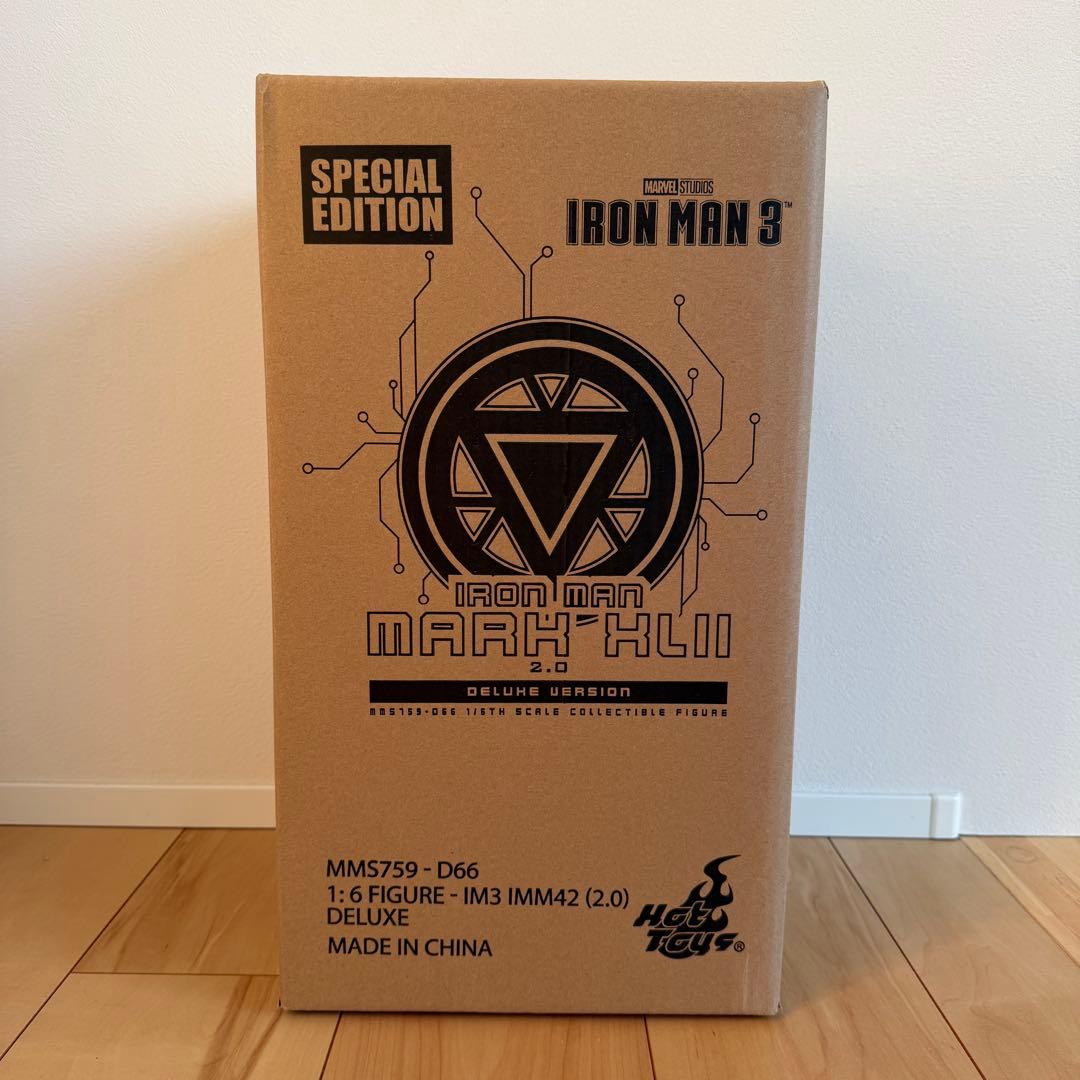 SPECIAL
EDITION
MARVEL STUDIOS
IRON MAN 3™
IRON MAN
MARK XLII
2.0
DELUXE VERSION
MMS759-D66 1/6TH SCALE COLLECTIBLE FIGURE
MMS759 - D66
1: 6 FIGURE - IM3 IMM42 (2.0)
DELUXE
MADE IN CHINA
Hot
Toys®